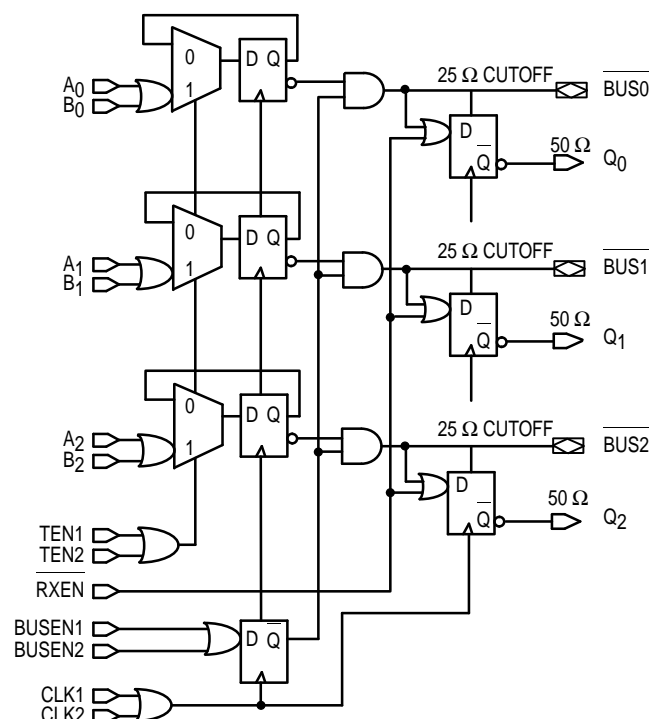 0
D Q
A0
B0
1
25 Ω CUTOFF
BUS0
D
Q
50 Ω
Q0
0
D Q
A1
B1
1
25 Ω CUTOFF
BUS1
D
Q
50 Ω
Q1
0
D Q
A2
B2
1
25 Ω CUTOFF
BUS2
D
Q
50 Ω
Q2
TEN1
TEN2
RXEN
BUSEN1
BUSEN2
D Q
CLK1
CLK2